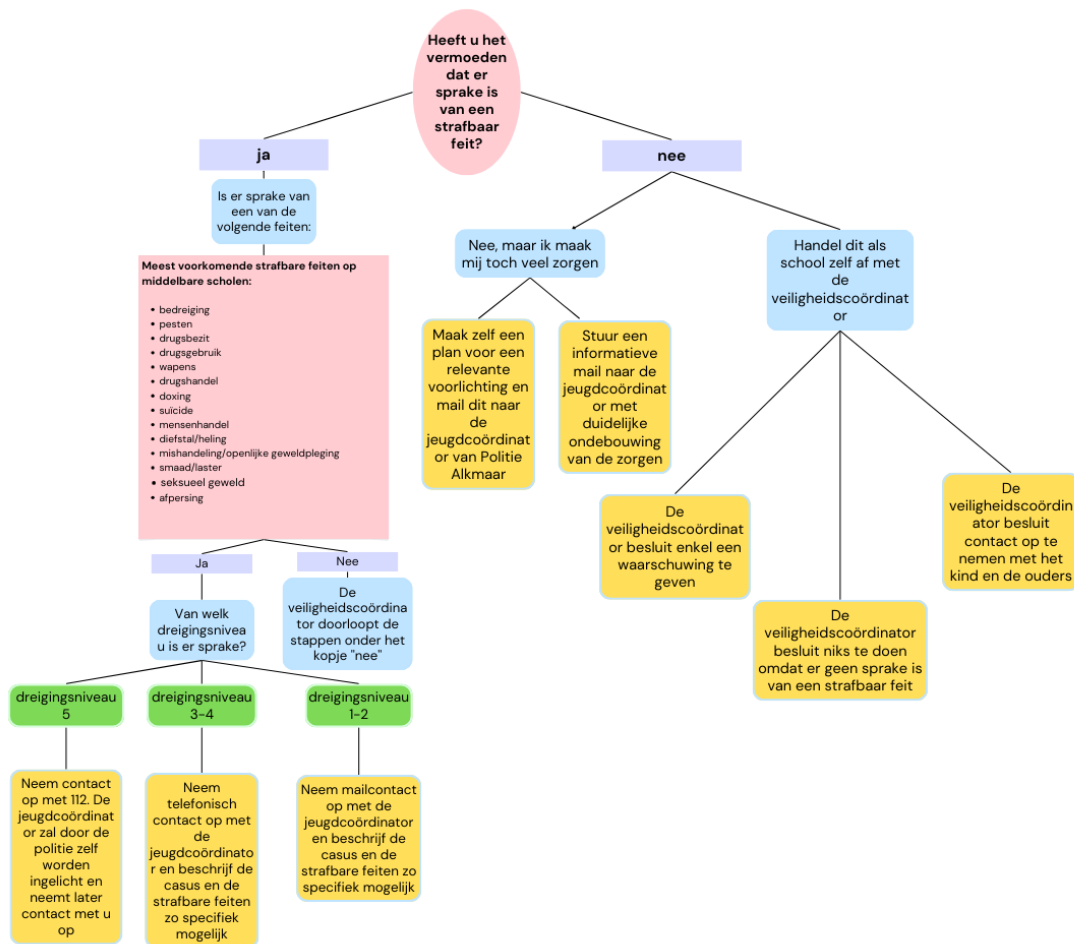 Heeft u het
vermoeden
dat er
sprake is
van een
strafbaar
feit?
ja
nee
Is er sprake van
een van de
volgende feiten:
Meest voorkomende strafbare feiten op
middelbare scholen:
• bedreiging
• pesten
• drugsbezit
• drugsgebruik
• wapens
• drugshandel
• doxing
• suïcide
• mensenhandel
• diefstal/heling
• mishandeling/openlijke geweldpleging
• smaad/laster
• seksueel geweld
• afpersing
Ja
Nee
Van welk
dreigingsnivea
u is er sprake?
De
veiligheidscoördina
tor doorloopt de
stappen onder het
kopje "nee"
dreigingsniveau
5
dreigingsniveau
3-4
dreigingsniveau
1-2
Neem contact
op met 112. De
jeugdcoördinat
or zal door de
politie zelf
worden
ingelicht en
neemt later
contact met u
op
Neem
telefonisch
contact op met
de
jeugdcoördinato
r en beschrijf de
casus en de
strafbare feiten
zo specifiek
mogelijk
Neem mailcontact
op met de
jeugdcoördinator
en beschrijf de
casus en de
strafbare feiten zo
specifiek mogelijk
Nee, maar ik maak
mij toch veel zorgen
Handel dit als
school zelf af met
de
veiligheidscoördinat
or
Maak zelf een
plan voor een
relevante
voorlichting en
mail dit naar
de
jeugdcoördinat
or van Politie
Alkmaar
Stuur een
informatieve
mail naar de
jeugdcoördinat
or met
duidelijke
ondebouwing
van de zorgen
De
veiligheidscoördinat
or besluit enkel een
waarschuwing te
geven
De
veiligheidscoördinator
besluit niks te doen
omdat er geen sprake is
van een strafbaar feit
De
veiligheidscoördin
ator besluit
contact op te
nemen met het
kind en de ouders